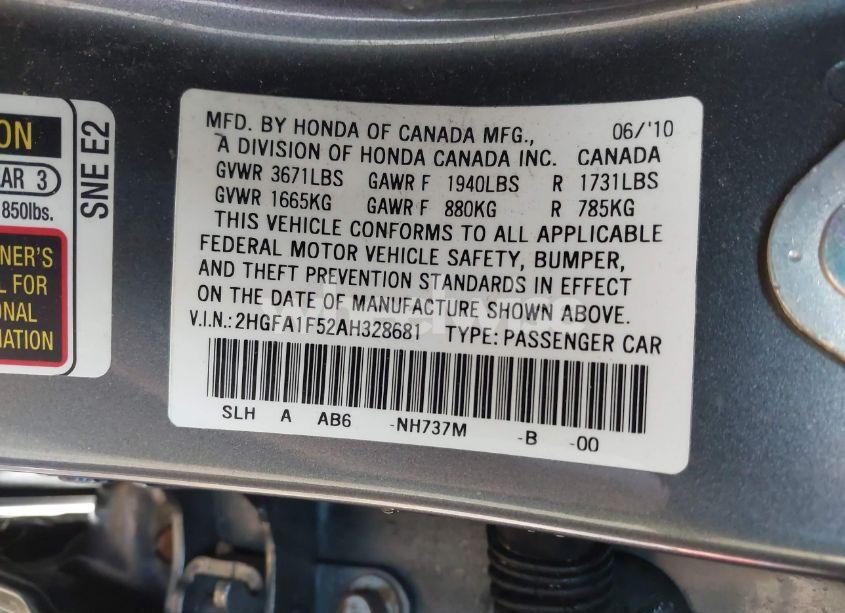 ON
AR 3
850lbs.
NER'S
L FOR
ONAL
MATION
SNE E2
MFD. BY HONDA OF CANADA MFG., 06/'10
A DIVISION OF HONDA CANADA INC. CANADA
GVWR 3671LBS GAWR F 1940LBS R 1731LBS
GVWR 1665KG GAWR F 880KG R 785KG
THIS VEHICLE CONFORMS TO ALL APPLICABLE
FEDERAL MOTOR VEHICLE SAFETY, BUMPER,
AND THEFT PREVENTION STANDARDS IN EFFECT
ON THE DATE OF MANUFACTURE SHOWN ABOVE.
V.I.N.: 2HGFA1F52AH328681 TYPE: PASSENGER CAR
SLH A AB6 -NH737M -B -00